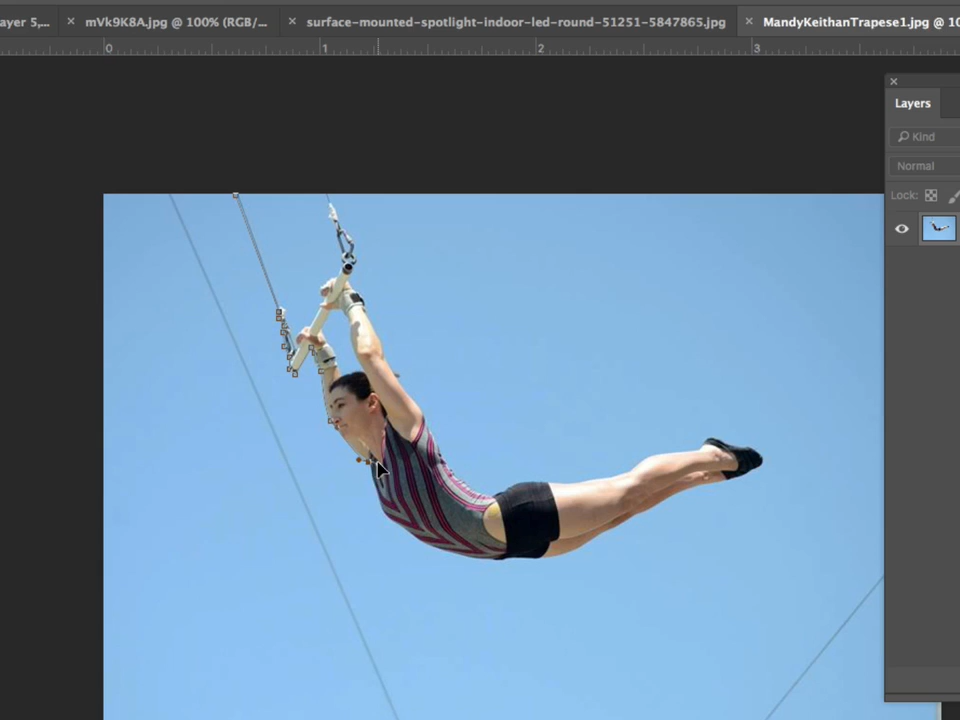 ayer 5,...
mVk9K8A.jpg @ 100% (RGB/...
surface-mounted-spotlight-indoor-led-round-51251-5847865.jpg
MandyKeithanTrapese1.jpg @ 10
0 1 2 3
Layers
Kind
Normal
Lock: